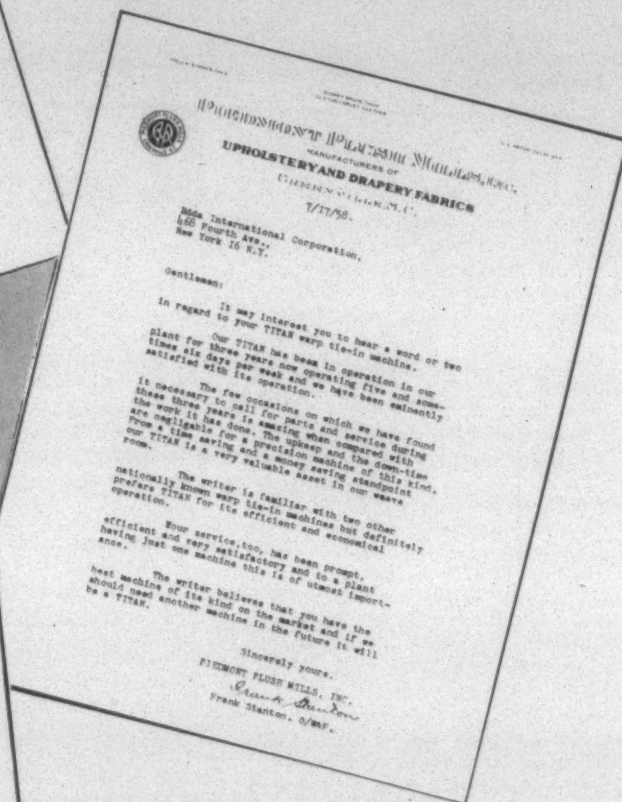 PIEDMONT PLUSH MILLS, INC.
MANUFACTURERS OF
UPHOLSTERY AND DRAPERY FABRICS
7/17/58.
International Corporation.
468 Fourth Ave.,
New York 16 N.Y.
Gentlemen:
It may interest you to hear a word or two
in regard to your TITAN warp tie-in machine.
Our TITAN has been in operation in our
plant for three years now operating five and some-
times six days per week and we have been eminently
satisfied with its operation.
The few occasions on which we have found
it necessary to call for parts and service during
these three years is amazing when compared with
the work it has done. The upkeep and the down-time
are negligable for a precision machine of this kind.
From a time saving and a money saving standpoint
our TITAN is a very valuable asset in our weave
room.
The writer is familiar with two other
nationally known warp tie-in machines but definitely
prefers TITAN for its efficient and economical
operation.
Your service,too, has been prompt,
efficient and very satisfactory and to a plant
having just one machine this is of utmost import-
ance.
The writer believes that you have the
best machine of its kind on the market and if we
should need another machine in the future it will
be a TITAN.
Sincerely yours,
PIEDMONT PLUSH MILLS, INC.
Frank Stanton
Frank Stanton.